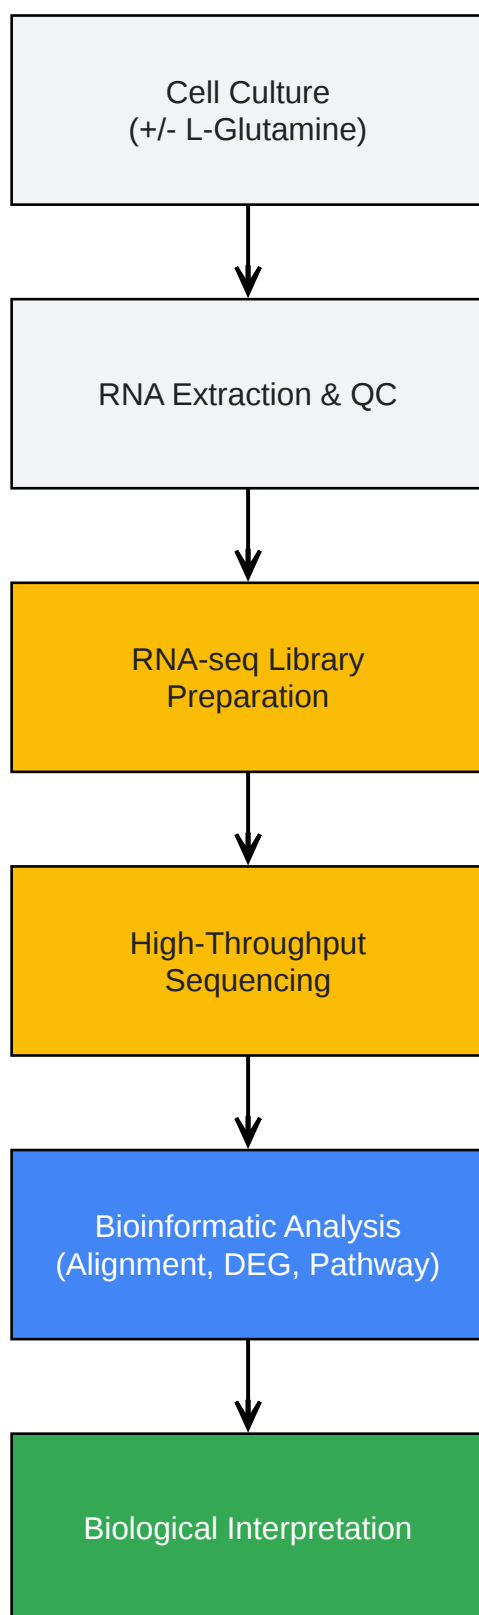 Cell Culture
(+/- L-Glutamine)
RNA Extraction & QC
RNA-seq Library
Preparation
High-Throughput
Sequencing
Bioinformatic Analysis
(Alignment, DEG, Pathway)
Biological Interpretation